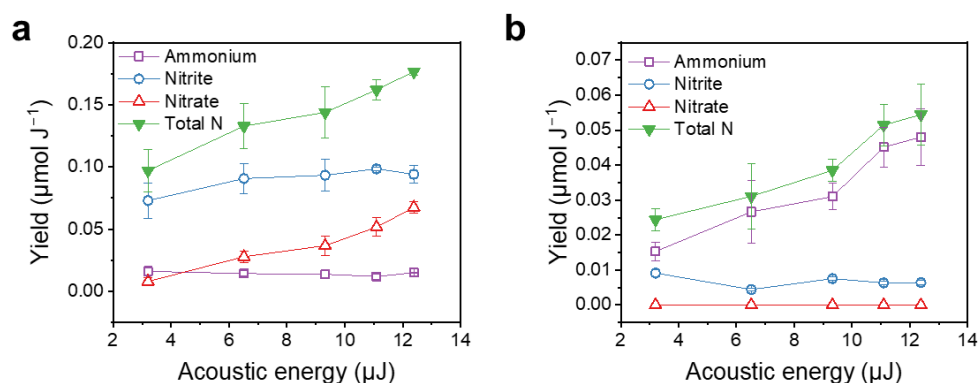 a
Yield (μmol J⁻¹)
0.20
0.15
0.10
0.05
0.00
Ammonium
Nitrite
Nitrate
Total N
2 4 6 8 10 12 14
Acoustic energy (μJ)
b
Yield (μmol J⁻¹)
0.07
0.06
0.05
0.04
0.03
0.02
0.01
0.00
Ammonium
Nitrite
Nitrate
Total N
2 4 6 8 10 12 14
Acoustic energy (μJ)